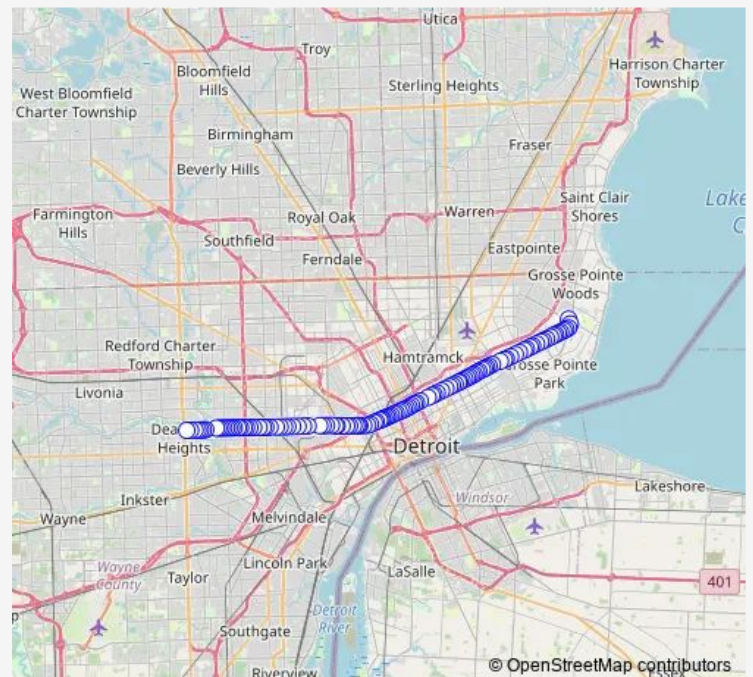 Utica
Troy
Harrison Charter
Township
Bloomfield
Hills
West Bloomfield
Charter Township
Sterling Heights
Birmingham
Fraser
Beverly Hills
Saint Clair
Shores
Lake
Farmington
Hills
Royal Oak
Warren
Southfield
Eastpointe
Ferndale
Grosse Pointe
Woods
Redford Charter
Township
Hamtramck
rosse Pointe
Park
Livonia
Dea
Heights
Detroit
Lakeshore
Inkster
Windsor
Wayne
Melvindale
Lincoln Park
LaSalle
Wayne
County
Taylor
401
Detroit
River
Southgate
Riverview
Essex
© OpenStreetMap contributors